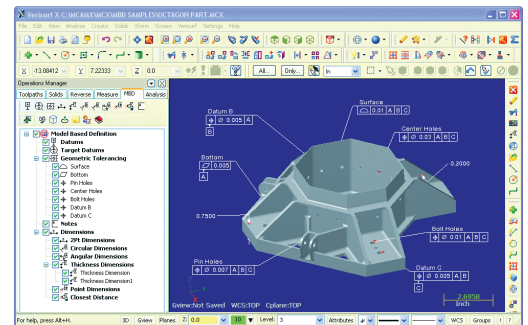 Verisurf X C:\MCAMX\MCX\MBD SAMPLES\OCTAGON PART.MCX
File Edit View Analyze Create Solids Xform Screen Verisurf Settings Help
X -13.08412 Y 7.22333 Z 0.0 All... Only... In
Operations Manager
Toolpaths Solids Reverse Measure MBD Analysis
Model Based Definition
Datums
Target Datums
Geometric Tolerancing
Surface
Bottom
Pin Holes
Center Holes
Bolt Holes
Datum B
Datum C
Notes
Dimensions
2Pt Dimensions
Circular Dimensions
Angular Dimensions
Thickness Dimensions
Thickness Dimension
Thickness Dimension1
Point Dimensions
Closest Distance
Surface
0.01 A B C
Datum B
⌖ Ø 0.005 A
B
Center Holes
⌖ Ø 0.03 A B C
Bottom
0.005
A
0.2000
0.7500
Bolt Holes
⌖ Ø 0.01 A B C
Pin Holes
⌖ Ø 0.007 A B C
Datum C
⌖ Ø 0.005 A B
C
Y
2.6958
Inch
Gview:Not Saved WCS:TOP Cplane:TOP
For help, press Alt+H. 3D Gview Planes Z: 0.0 10 Level: 3 Attributes WCS Groups ! ?